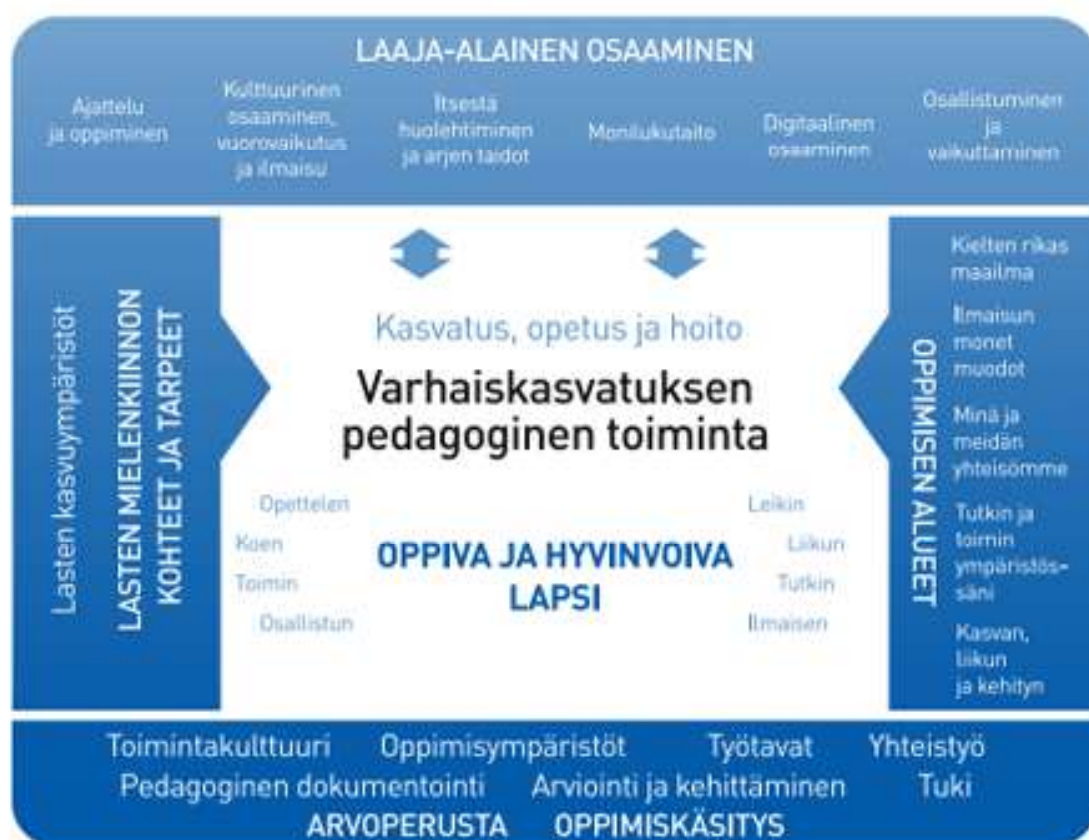 LAAJA-ALAINEN OSAAMINEN
Ajattelu
ja oppiminen
Kulttuurinen
osaaminen,
vuorovaikutus
ja ilmaisu
Itsestä
huolehtiminen
ja arjen taidot
Monilukutaito
Digitaalinen
osaaminen
Osallistuminen
ja
vaikuttaminen
Lasten kasvuympäristöt
LASTEN MIELENKIINNON
KOHTEET JA TARPEET
Kasvatus, opetus ja hoito
Varhaiskasvatuksen
pedagoginen toiminta
Opettelen
Koen
Toimin
Osallistun
OPPIVA JA HYVINVOIVA
LAPSI
Leikin
Liikun
Tutkin
Ilmaisen
OPPIMISEN ALUEET
Kielten rikas
maailma
Ilmaisun
monet
muodot
Minä ja
meidän
yhteisömme
Tutkin ja
toimin
ympäristös-
säni
Kasvan,
liikun
ja kehityn
Toimintakulttuuri Oppimisympäristöt Työtavat Yhteistyö
Pedagoginen dokumentointi Arviointi ja kehittäminen Tuki
ARVOPERUSTA OPPIMISKÄSITYS